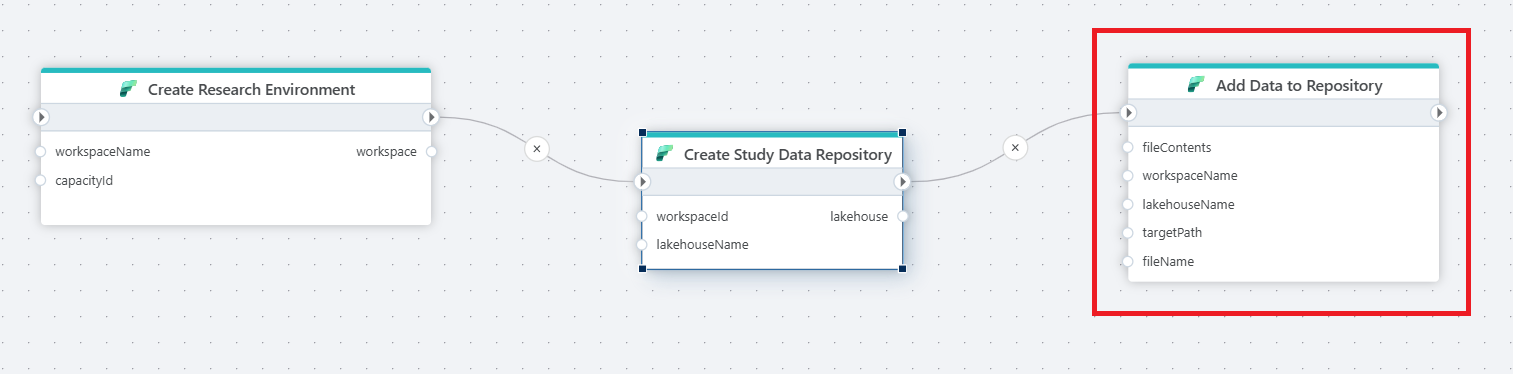 Create Research Environment
workspaceName
workspace
capacityId
Create Study Data Repository
workspaceId
lakehouse
lakehouseName
Add Data to Repository
fileContents
workspaceName
lakehouseName
targetPath
fileName